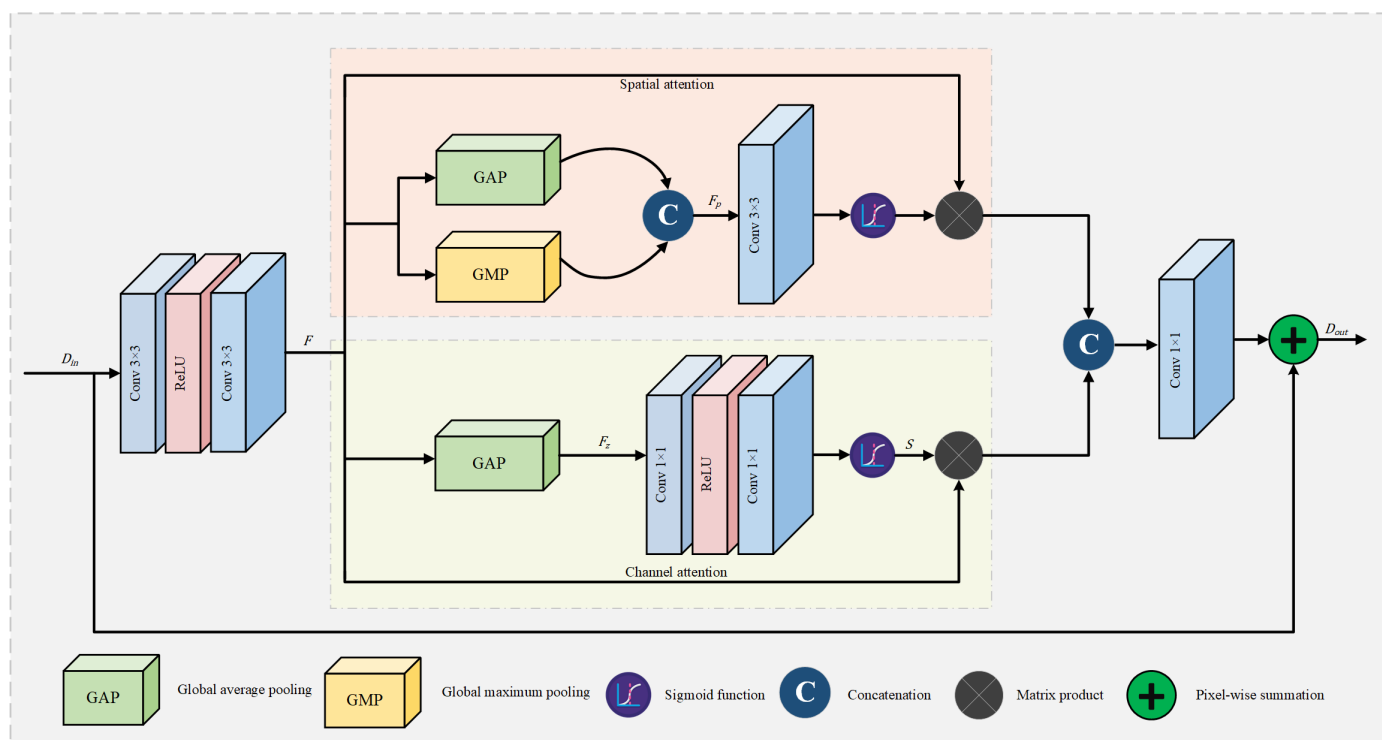 Spatial attention
GAP
C
F_p
Conv 3×3
GMP
D_in
Conv 3×3
ReLU
Conv 3×3
F
C
Conv 1×1
D_out
GAP
F_z
Conv 1×1
ReLU
Conv 1×1
S
Channel attention
GAP
Global average pooling
GMP
Global maximum pooling
Sigmoid function
C
Concatenation
Matrix product
Pixel-wise summation